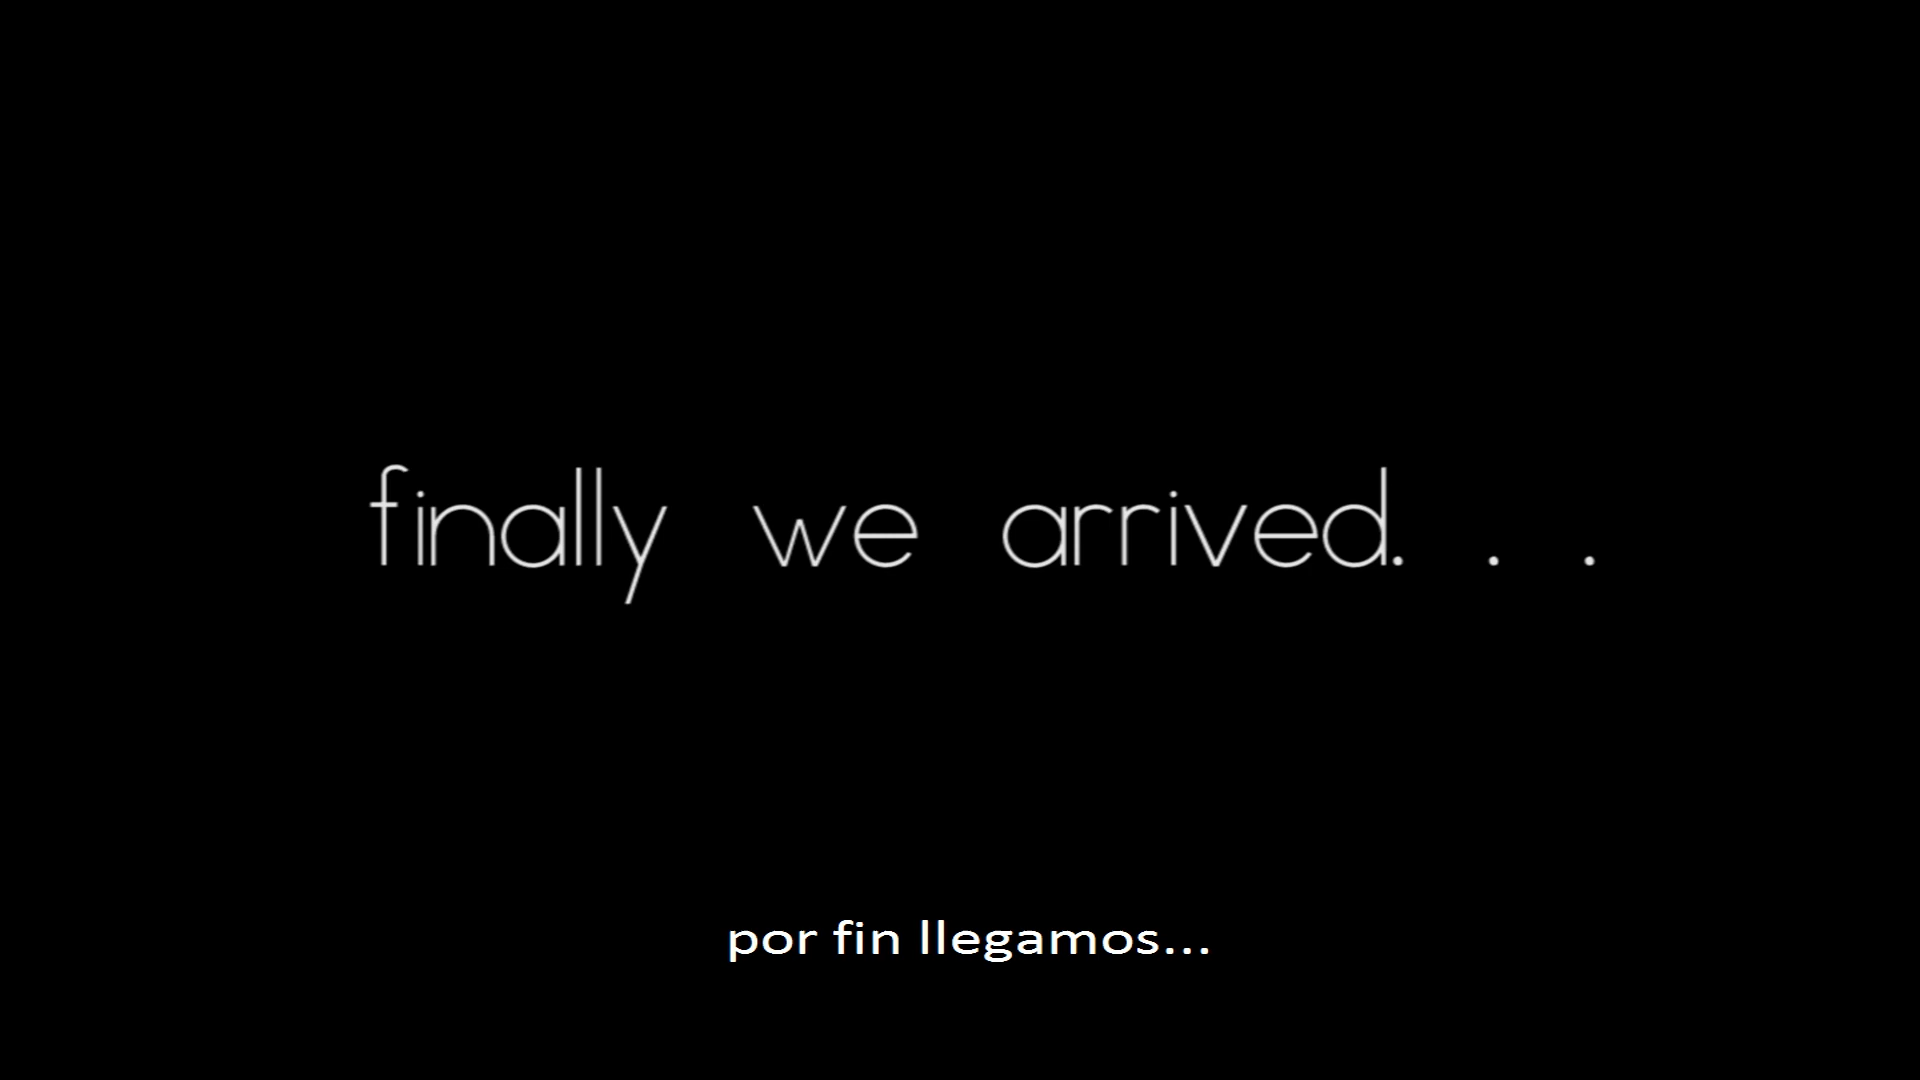 finally we arrived. . .
por fin llegamos...